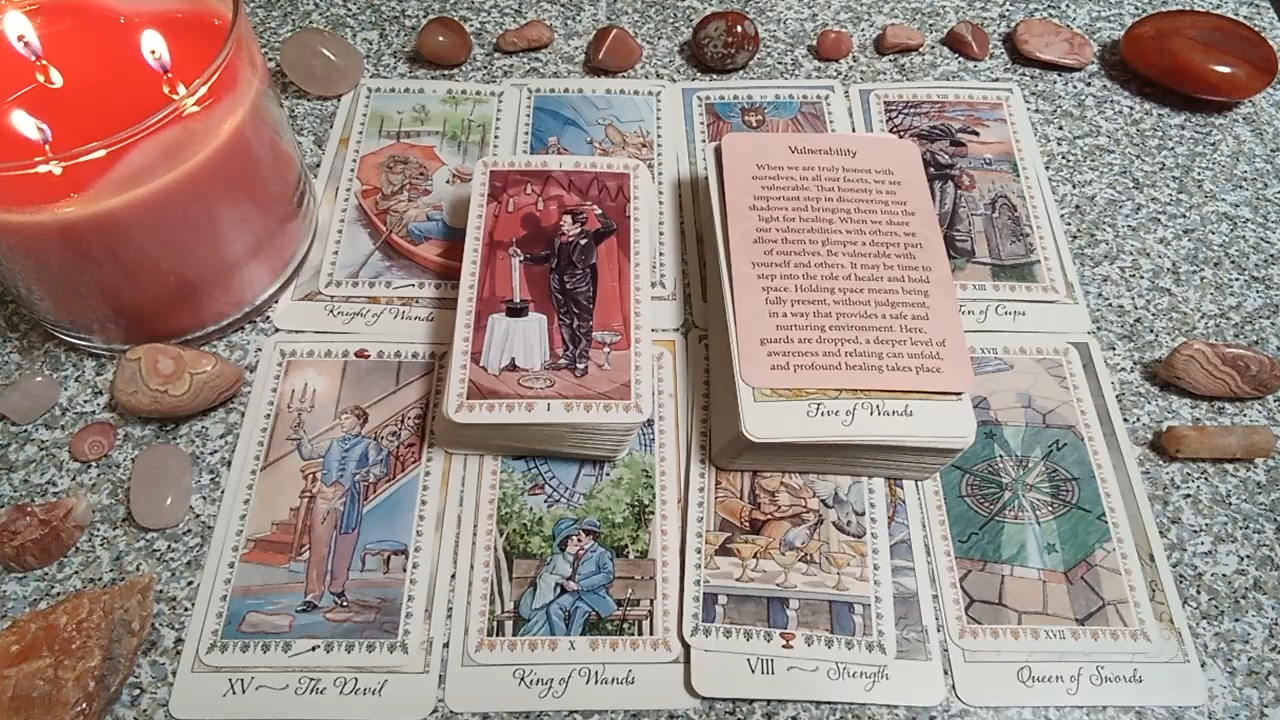 8
10
XIII
I
Vulnerability
When we are truly honest with
ourselves, in all our facets, we are
vulnerable. That honesty is an
important step in discovering our
shadows and bringing them into the
light for healing. When we share
our vulnerabilities with others, we
allow them to glimpse a deeper part
of ourselves. Be vulnerable with
yourself and others. It may be time to
step into the role of healer and hold
space. Holding space means being
fully present, without judgement,
in a way that provides a safe and
nurturing environment. Here,
guards are dropped, a deeper level of
awareness and relating can unfold,
and profound healing takes place.
XIII
Knight of Wands
Ten of Cups
I
Five of Wands
XVII
N
X
XVII
XV The Devil
King of Wands
VIII Strength
Queen of Swords